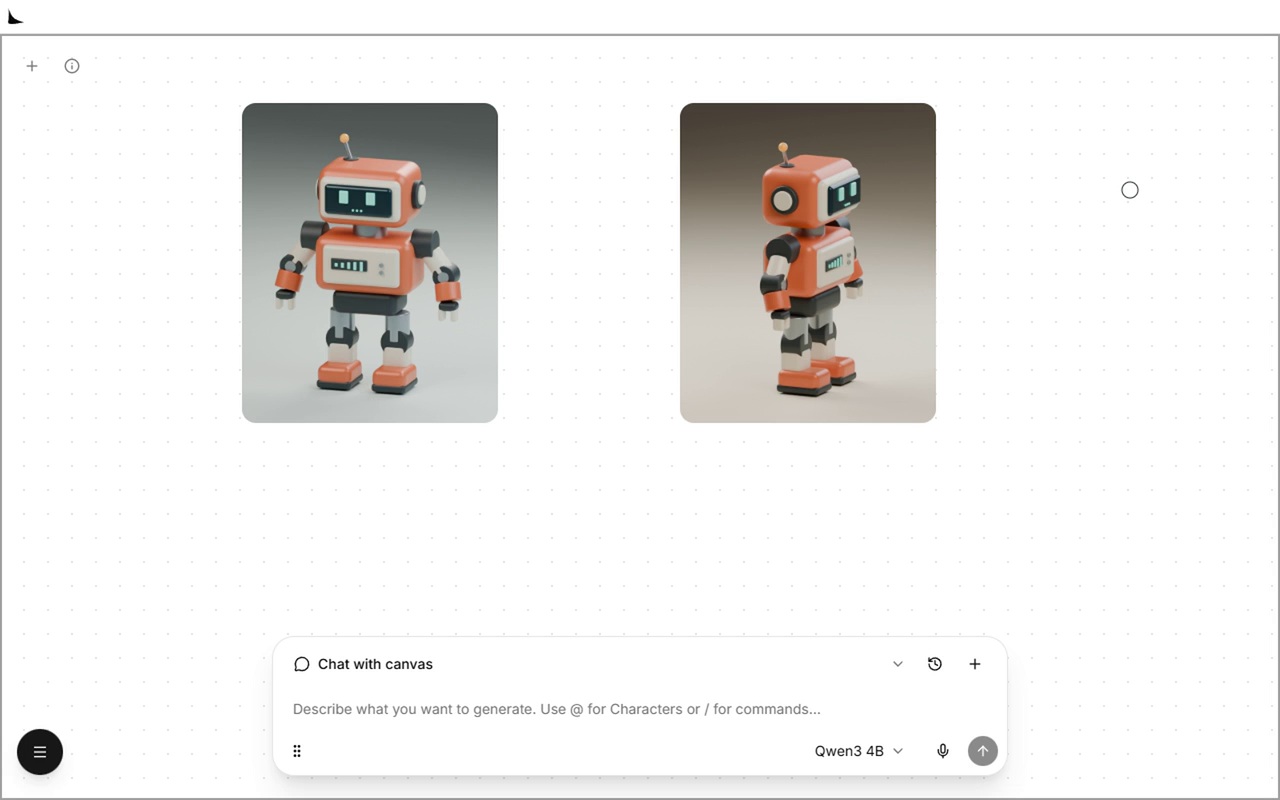 Chat with canvas
Describe what you want to generate. Use @ for Characters or / for commands...
Qwen3 4B